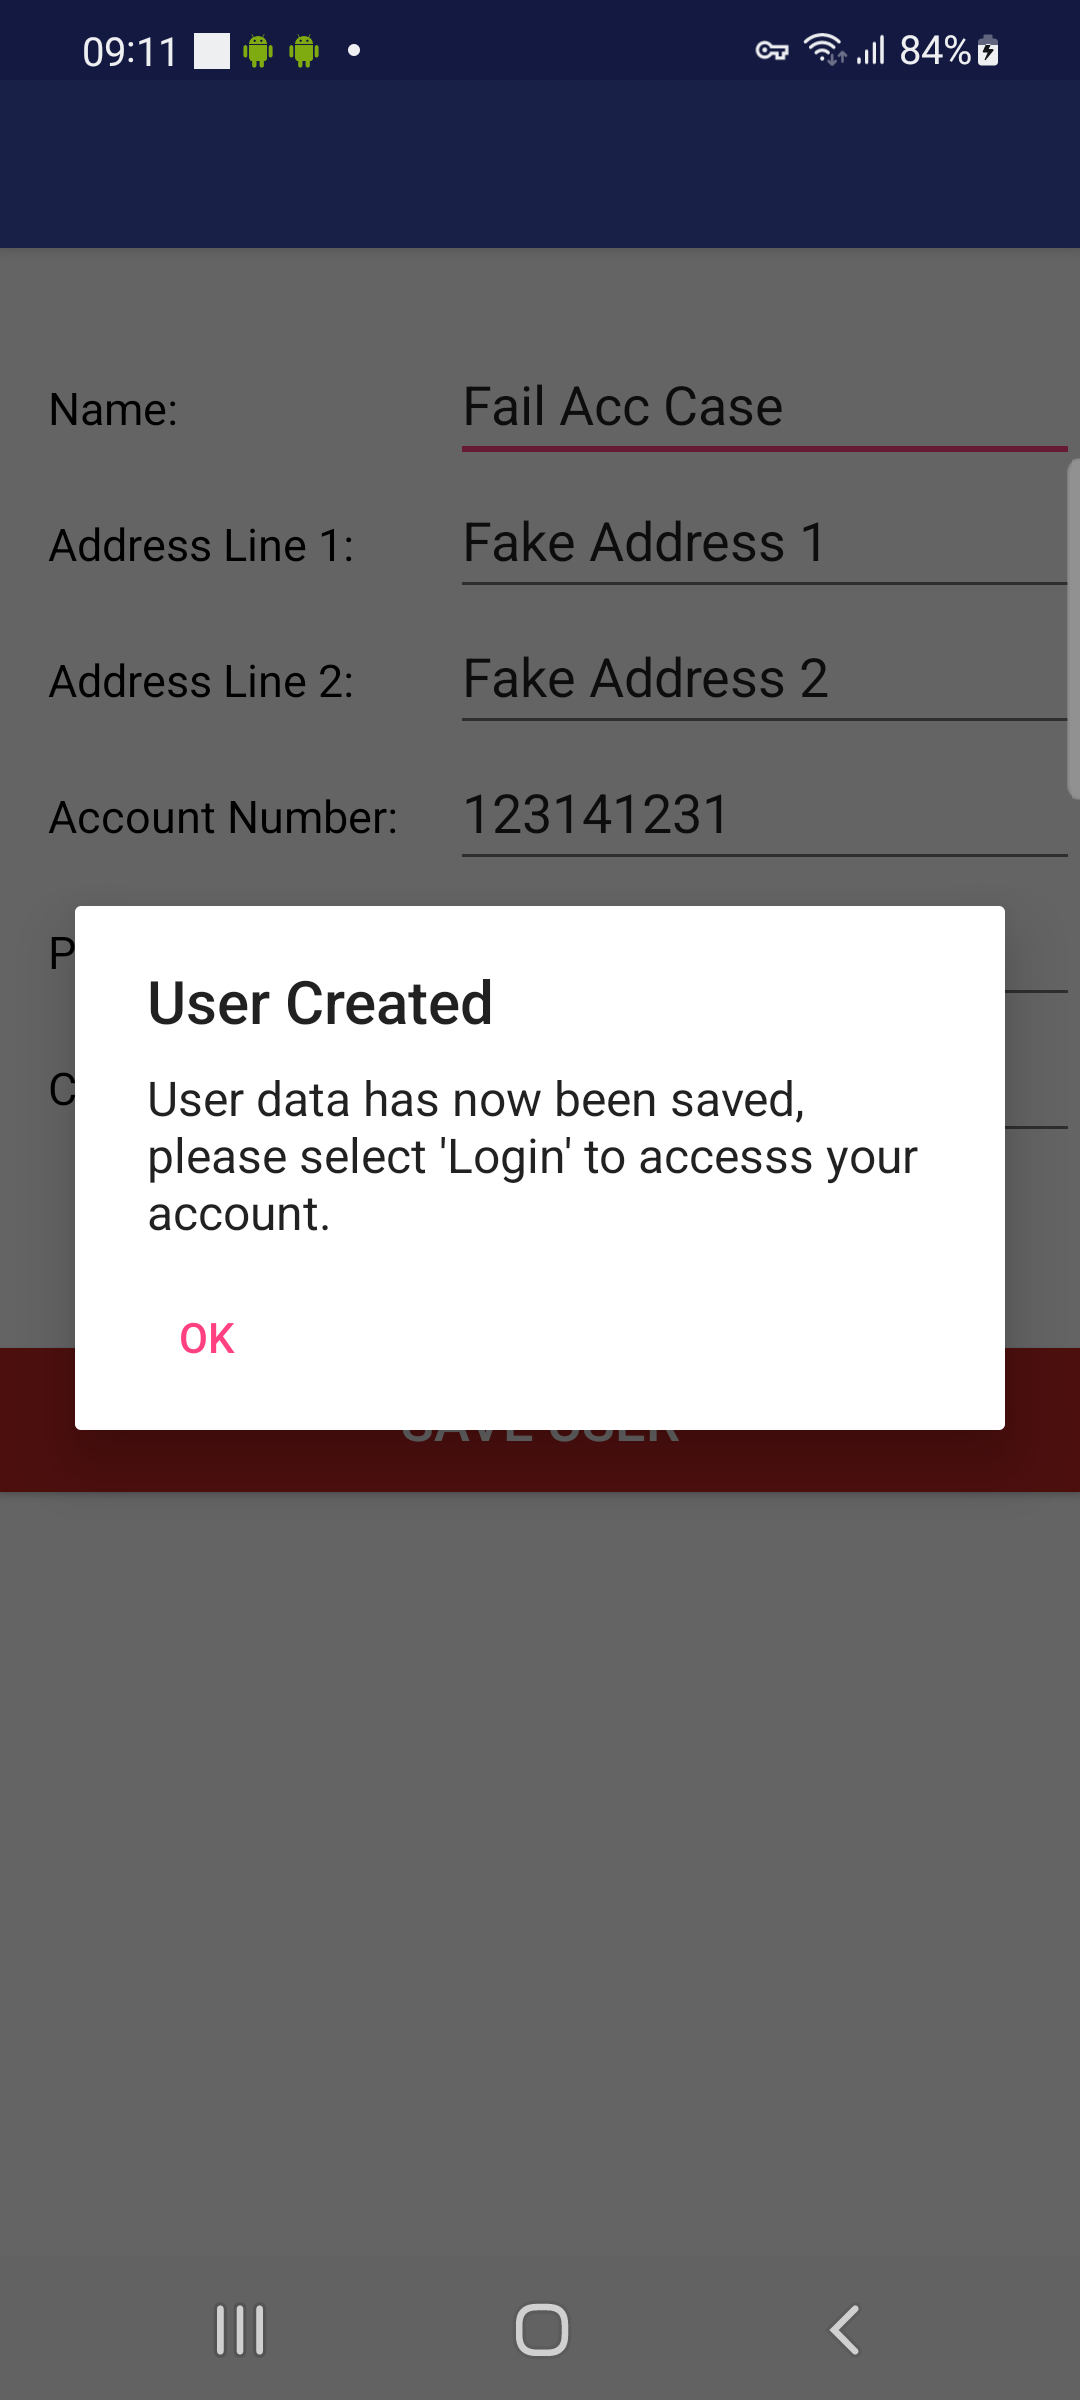 09:11 84%
Name: Fail Acc Case
Address Line 1: Fake Address 1
Address Line 2: Fake Address 2
Account Number: 123141231
P
C
User Created
User data has now been saved,
please select 'Login' to accesss your
account.
OK
SAVE USER